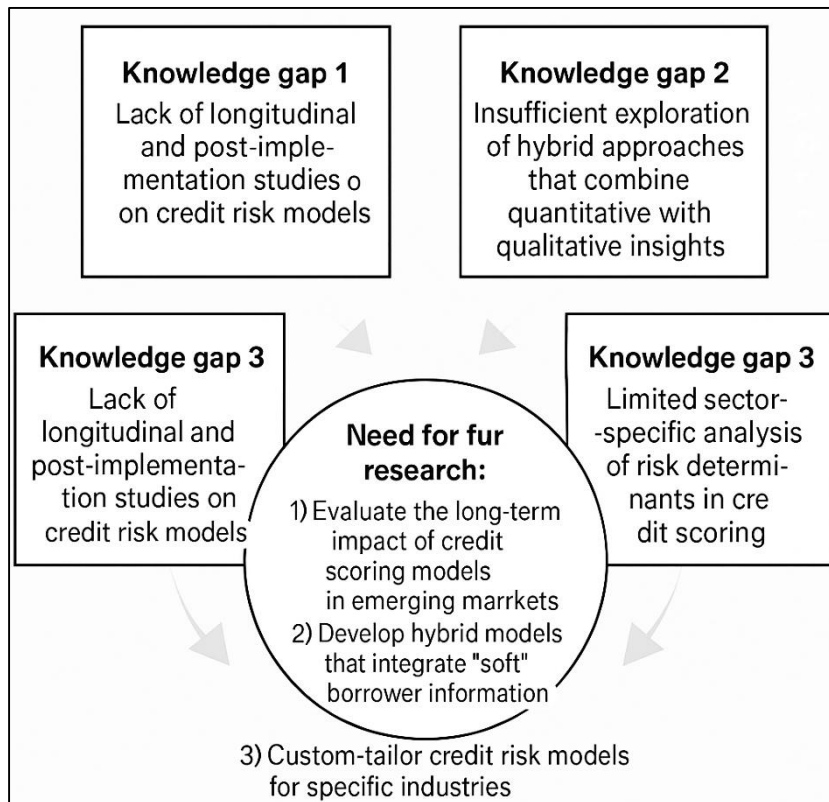 Knowledge gap 1
Lack of longitudinal
and post-imple-
mentation studies o
on credit risk models
Knowledge gap 2
Insufficient exploration
of hybrid approaches
that combine
quantitative with
qualitative insights
Knowledge gap 3
Lack of
longitudinal and
post-implementa-
tion studies on
credit risk models
Knowledge gap 3
Limited sector-
-specific analysis
of risk determi-
nants in cre
dit scoring
Need for fur
research:
1) Evaluate the long-term
impact of credit
scoring models
in emerging marrkets
2) Develop hybrid models
that integrate "soft"
borrower information
3) Custom-tailor credit risk models
for specific industries